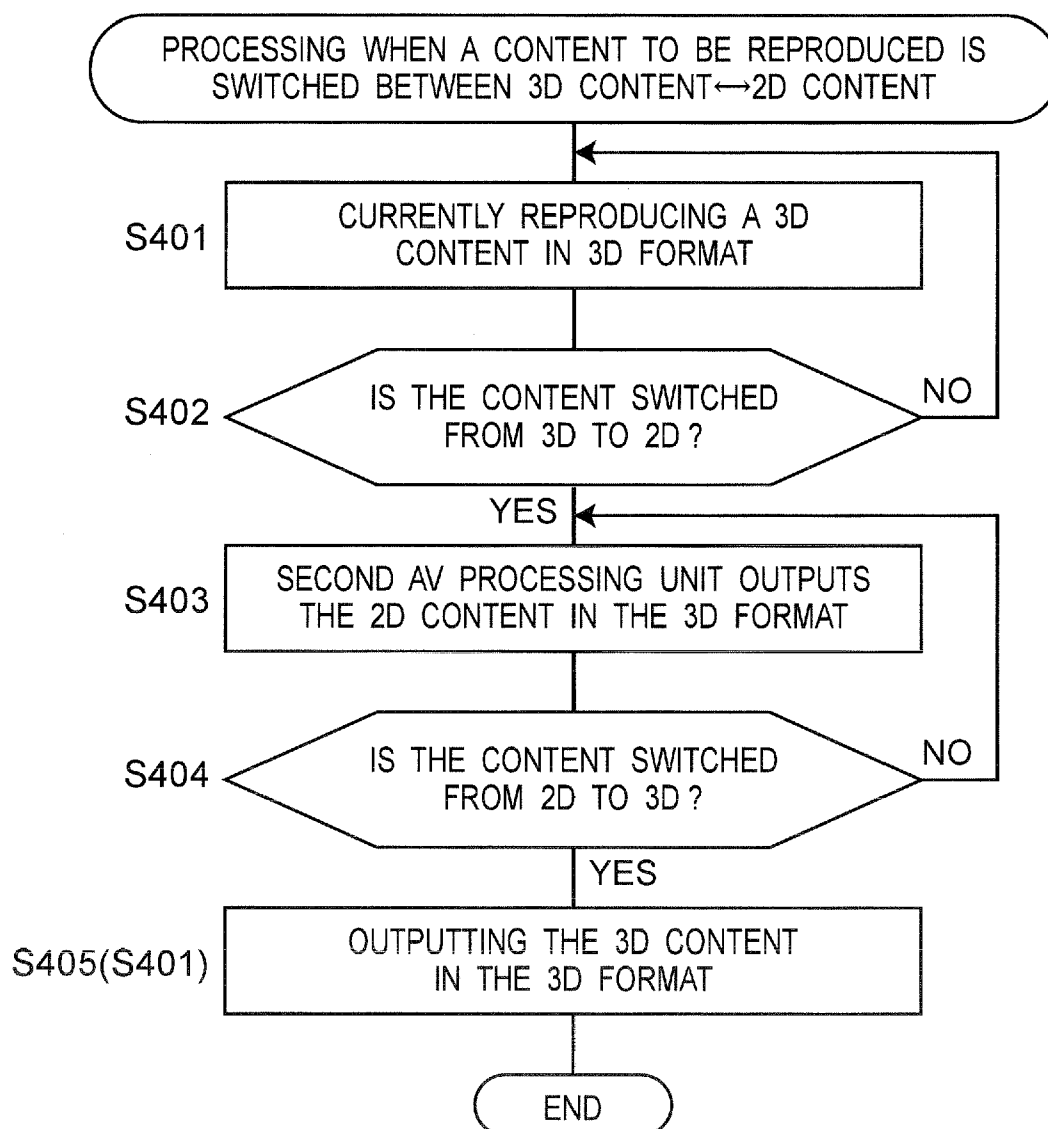 PROCESSING WHEN A CONTENT TO BE REPRODUCED IS
SWITCHED BETWEEN 3D CONTENT↔2D CONTENT
S401
CURRENTLY REPRODUCING A 3D
CONTENT IN 3D FORMAT
S402
IS THE CONTENT SWITCHED
FROM 3D TO 2D?
NO
YES
S403
SECOND AV PROCESSING UNIT OUTPUTS
THE 2D CONTENT IN THE 3D FORMAT
S404
IS THE CONTENT SWITCHED
FROM 2D TO 3D?
NO
YES
S405(S401)
OUTPUTTING THE 3D CONTENT
IN THE 3D FORMAT
END